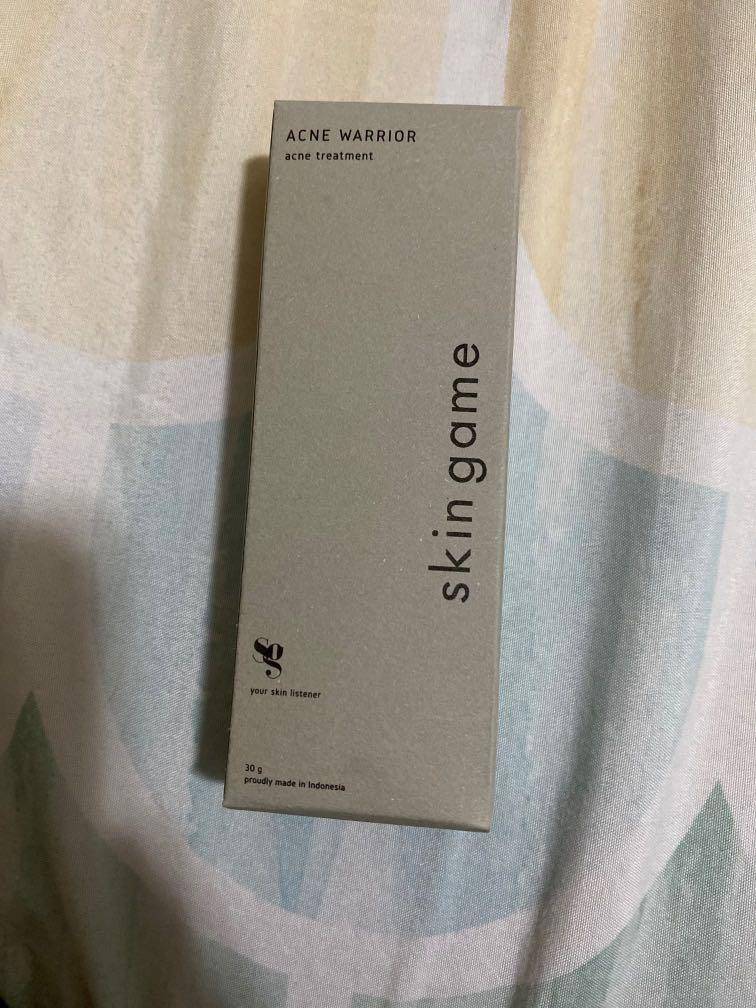 ACNE WARRIOR
acne treatment
skin game
sg
your skin listener
30 g
proudly made in Indonesia